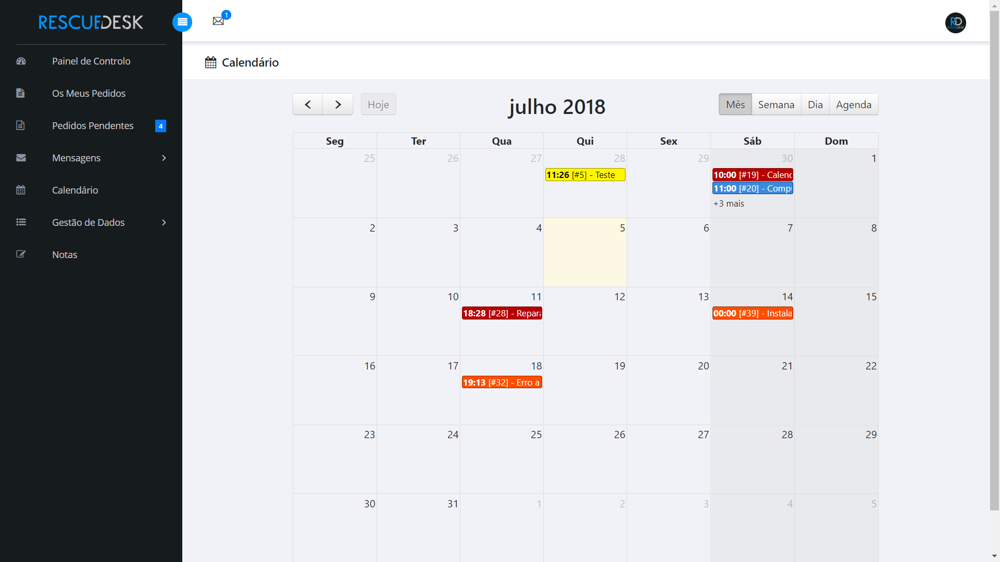 RESCUEDESK
1
RD
RESCUEDESK
Painel de Controlo
Os Meus Pedidos
Pedidos Pendentes 4
Mensagens
Calendário
Gestão de Dados
Notas
Calendário
Hoje
julho 2018
Mês Semana Dia Agenda
Seg Ter Qua Qui Sex Sáb Dom
25 26 27 28 29 30 1
11:26 [#5] - Teste
10:00 [#19] - Calend
11:00 [#20] - Comp
+3 mais
2 3 4 5 6 7 8
9 10 11 12 13 14 15
18:28 [#28] - Repara
00:00 [#39] - Instala
16 17 18 19 20 21 22
19:13 [#32] - Erro a
23 24 25 26 27 28 29
30 31 1 2 3 4 5